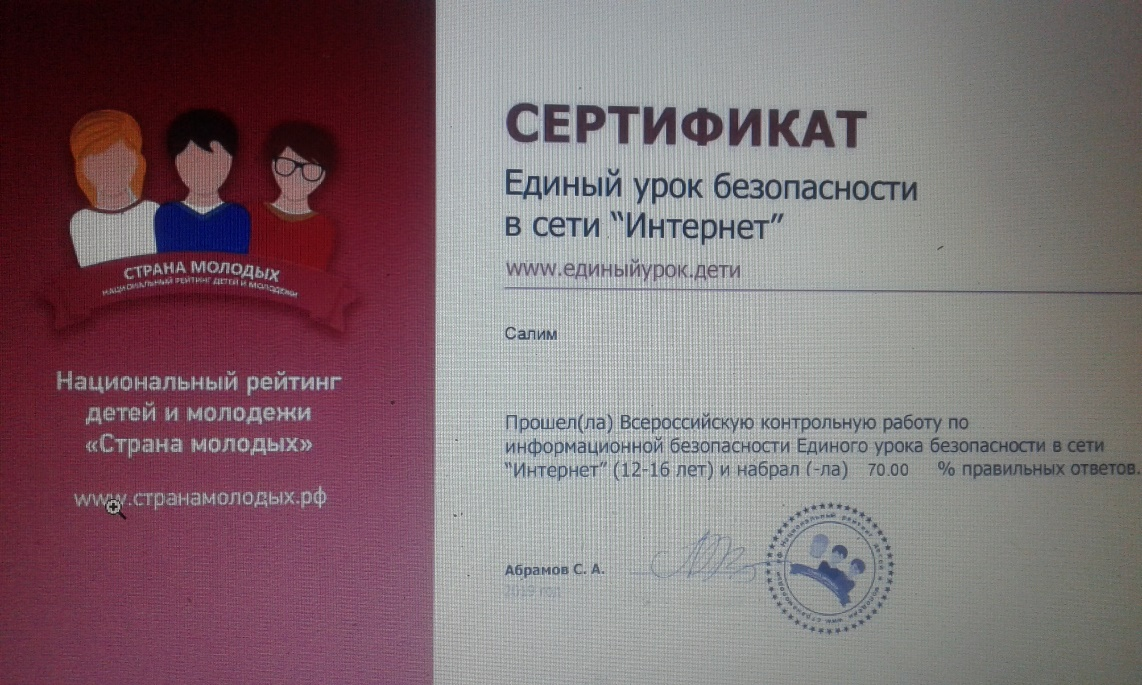 СТРАНА МОЛОДЫХ
НАЦИОНАЛЬНЫЙ РЕЙТИНГ ДЕТЕЙ И МОЛОДЕЖИ
Национальный рейтинг
детей и молодежи
«Страна молодых»
www.странамолодых.рф
СЕРТИФИКАТ
Единый урок безопасности
в сети “Интернет”
www.единыйурок.дети
Салим
Прошел(ла) Всероссийскую контрольную работу по
информационной безопасности Единого урока безопасности в сети
“Интернет” (12-16 лет) и набрал (-ла) 70.00 % правильных ответов.
Абрамов С. А.
2019 год